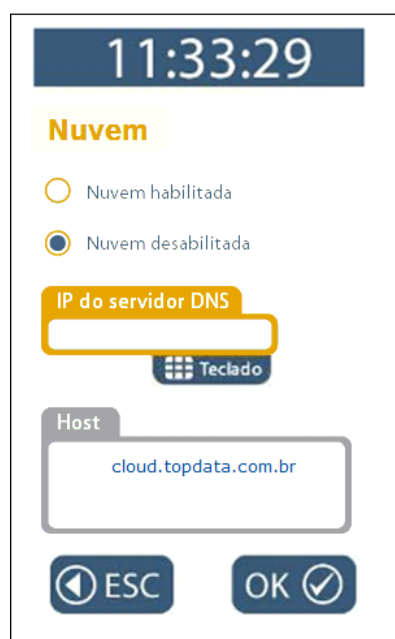 11:33:29
Nuvem
Nuvem habilitada
Nuvem desabilitada
IP do servidor DNS
Teclado
Host
cloud.topdata.com.br
ESC OK